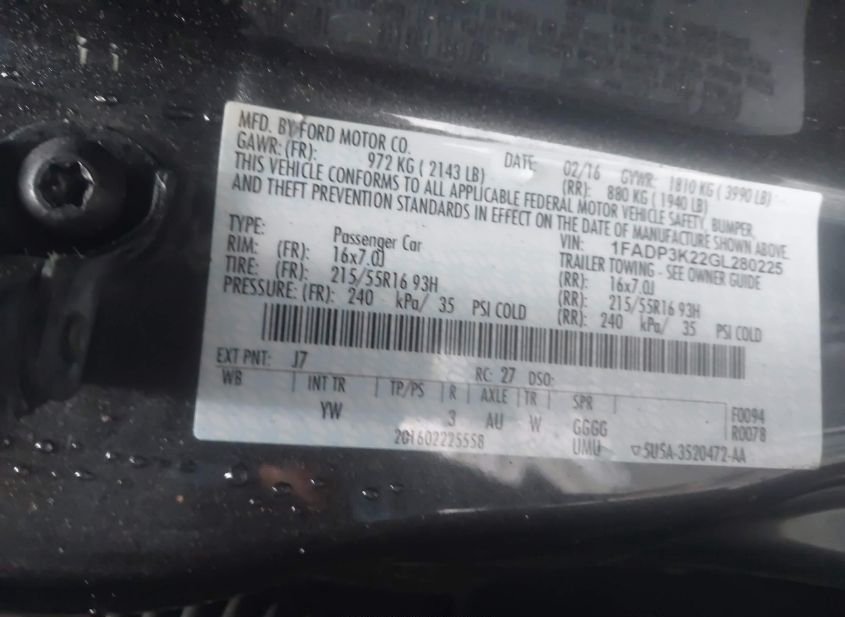 MFD. BY FORD MOTOR CO.
DATE: 02/16 GVWR: 1810 KG ( 3990 LB)
GAWR: (FR): 972 KG ( 2143 LB) (RR): 880 KG ( 1940 LB)
THIS VEHICLE CONFORMS TO ALL APPLICABLE FEDERAL MOTOR VEHICLE SAFETY, BUMPER,
AND THEFT PREVENTION STANDARDS IN EFFECT ON THE DATE OF MANUFACTURE SHOWN ABOVE.
VIN: 1FADP3K22GL280225
TYPE: Passenger Car TRAILER TOWING - SEE OWNER GUIDE
RIM: (FR): 16x7.0J (RR): 16x7.0J
TIRE: (FR): 215/55R16 93H (RR): 215/55R16 93H
PRESSURE: (FR): 240 kPa/ 35 PSI COLD (RR): 240 kPa/ 35 PSI COLD
EXT PNT: J7 RC: 27 DSO:
WB INT TR TP/PS R AXLE TR SPR
YW 3 AU W GGGG
F0094
R0078
201602225558 UMU 5U5A-3520472-AA